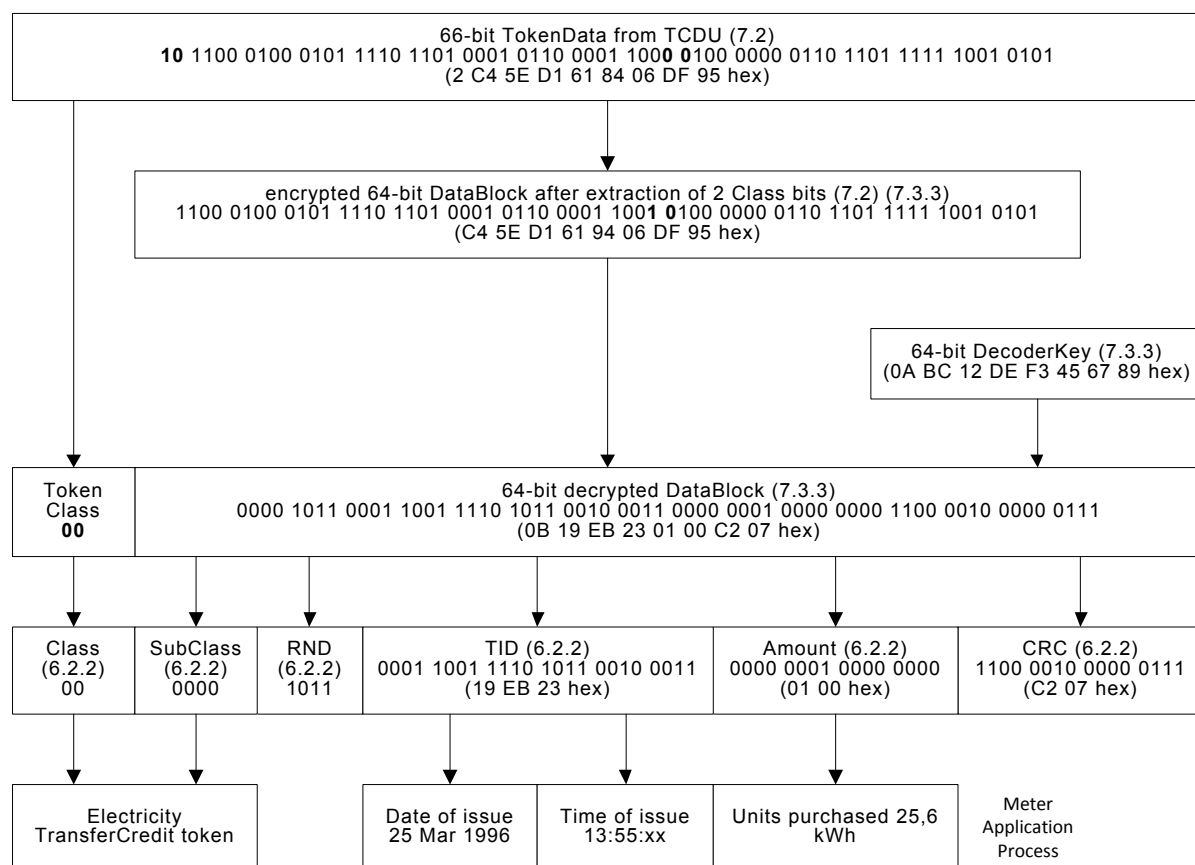 66-bit TokenData from TCDU (7.2)
10 1100 0100 0101 1110 1101 0001 0110 0001 1000 0100 0000 0110 1101 1111 1001 0101
(2 C4 5E D1 61 84 06 DF 95 hex)
encrypted 64-bit DataBlock after extraction of 2 Class bits (7.2) (7.3.3)
1100 0100 0101 1110 1101 0001 0110 0001 1001 0100 0000 0110 1101 1111 1001 0101
(C4 5E D1 61 94 06 DF 95 hex)
64-bit DecoderKey (7.3.3)
(0A BC 12 DE F3 45 67 89 hex)
Token
Class
00
64-bit decrypted DataBlock (7.3.3)
0000 1011 0001 1001 1110 1011 0010 0011 0000 0001 0000 0000 1100 0010 0000 0111
(0B 19 EB 23 01 00 C2 07 hex)
Class
(6.2.2)
00
SubClass
(6.2.2)
0000
RND
(6.2.2)
1011
TID (6.2.2)
0001 1001 1110 1011 0010 0011
(19 EB 23 hex)
Amount (6.2.2)
0000 0001 0000 0000
(01 00 hex)
CRC (6.2.2)
1100 0010 0000 0111
(C2 07 hex)
Electricity
TransferCredit token
Date of issue
25 Mar 1996
Time of issue
13:55:xx
Units purchased 25,6
kWh
Meter
Application
Process